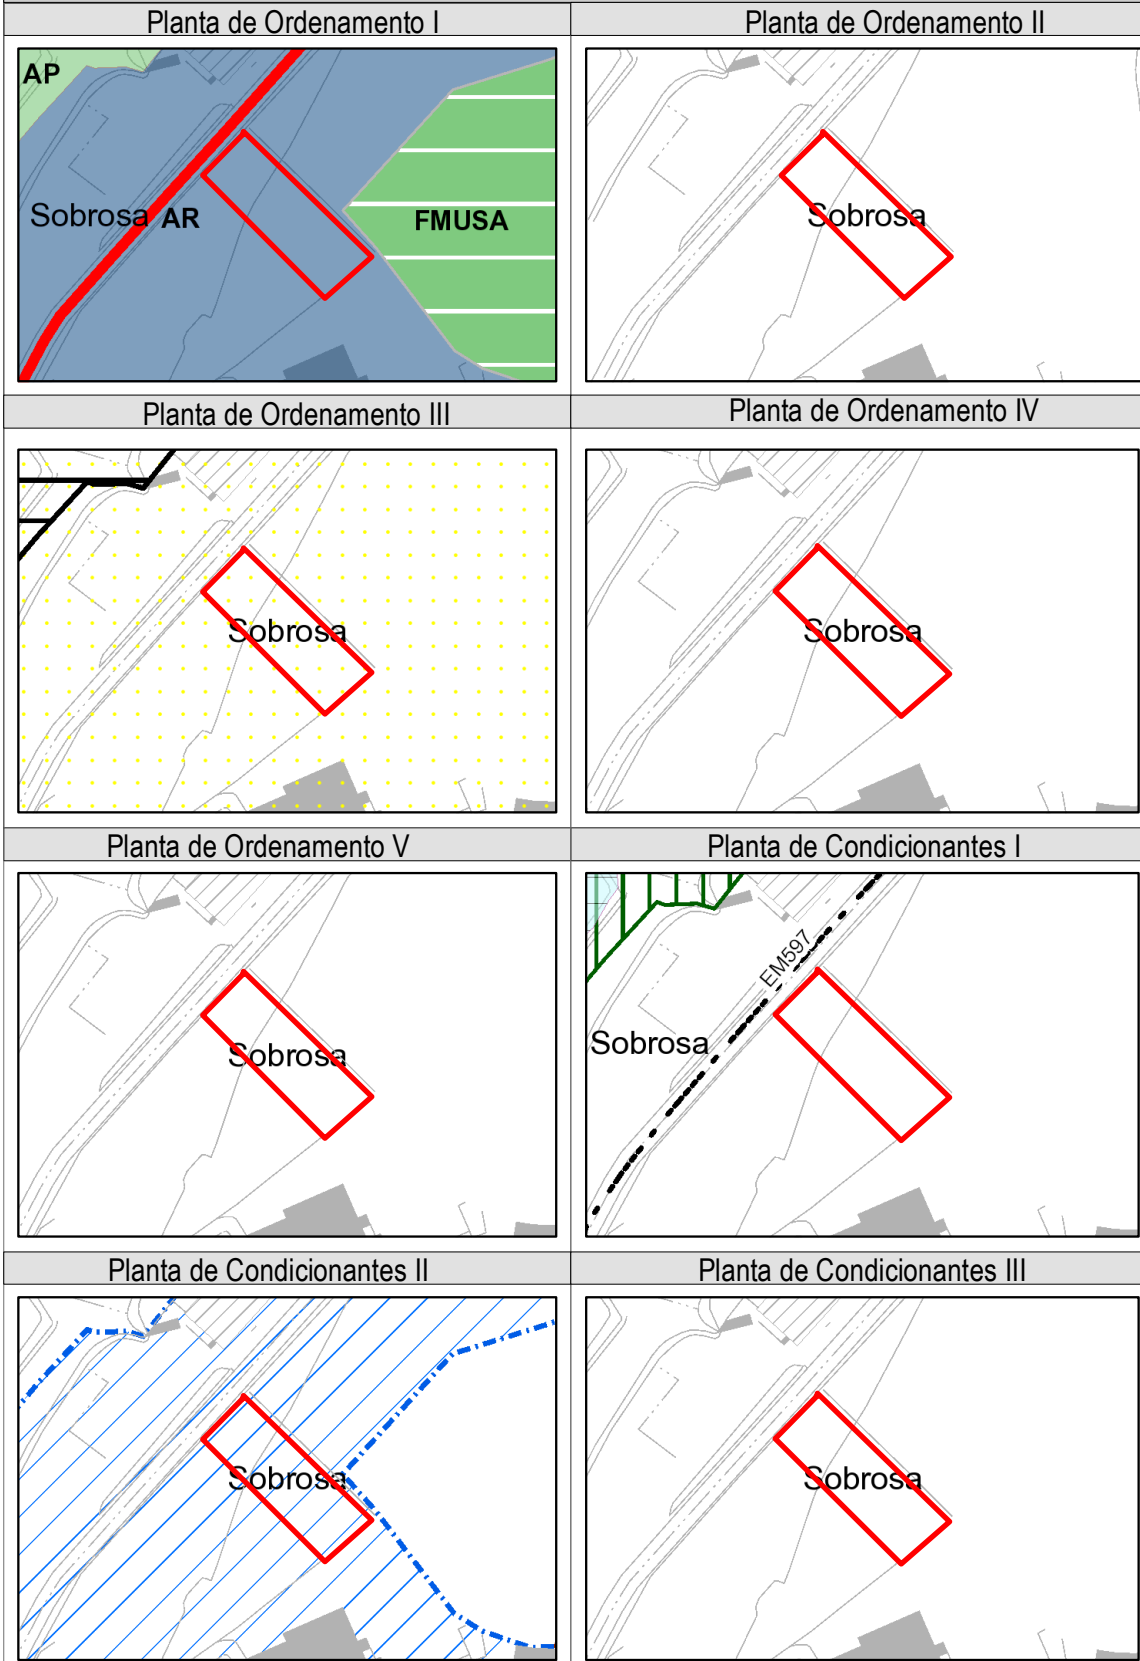 Planta de Ordenamento I
Planta de Ordenamento II
AP
Sobrosa
AR
FMUSA
Sobrosa
Planta de Ordenamento III
Planta de Ordenamento IV
Sobrosa
Sobrosa
Planta de Ordenamento V
Planta de Condicionantes I
Sobrosa
EM597
Sobrosa
Planta de Condicionantes II
Planta de Condicionantes III
Sobrosa
Sobrosa